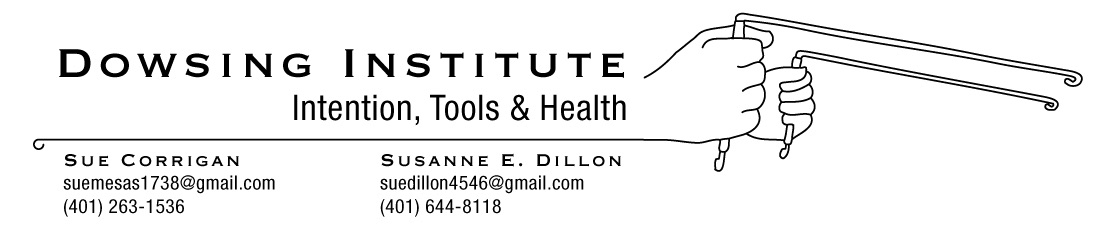 Dowsing Institute
Intention, Tools & Health
Sue Corrigan
suemesas1738@gmail.com
(401) 263-1536
Susanne E. Dillon
suedillon4546@gmail.com
(401) 644-8118